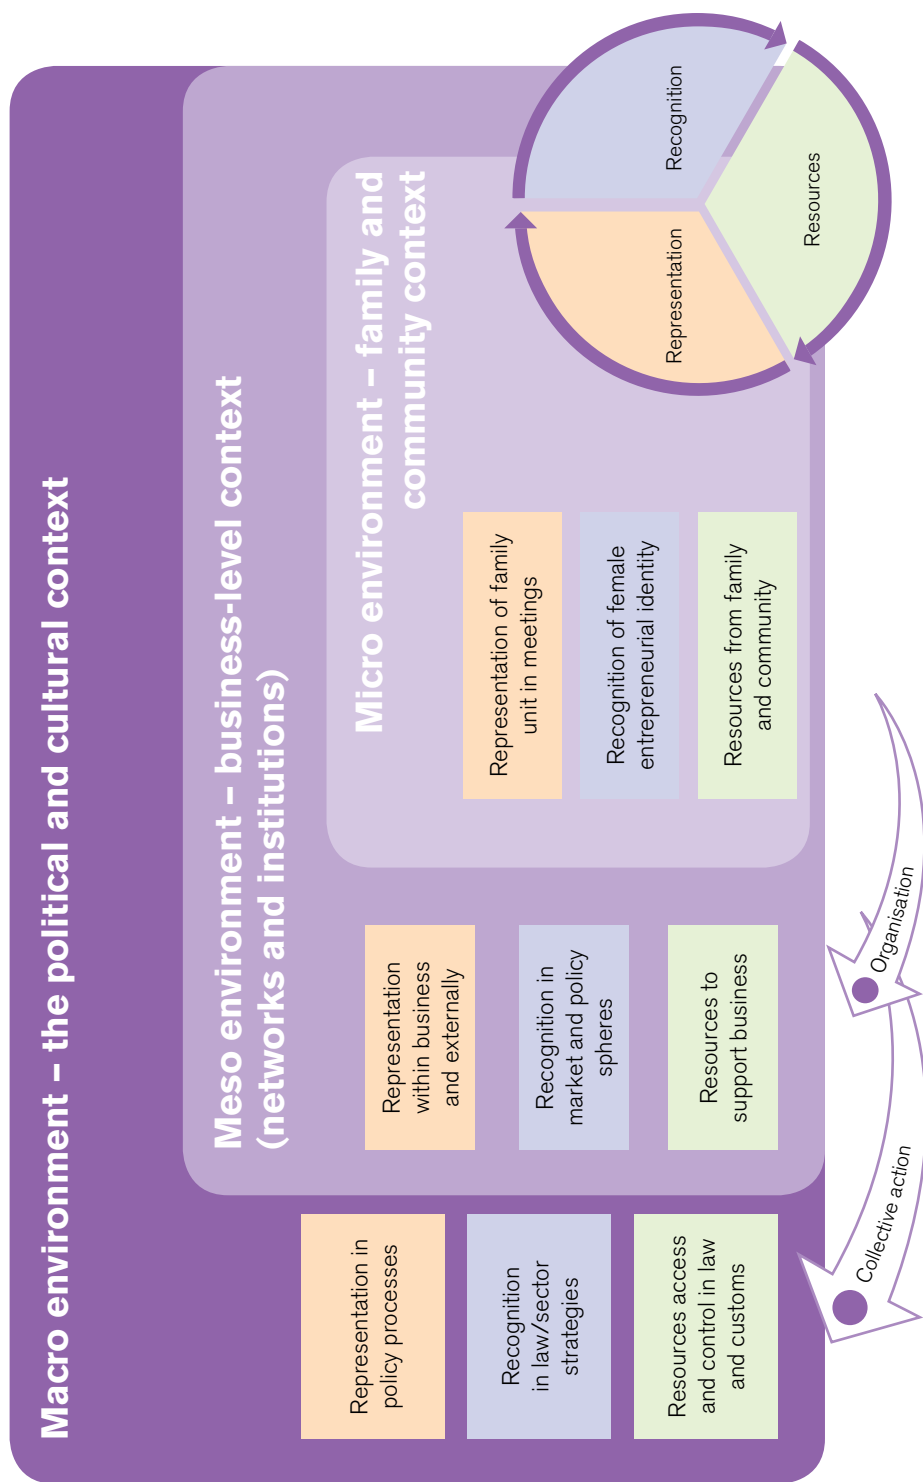 Macro environment – the political and cultural context
Meso environment – business-level context
(networks and institutions)
Micro environment – family and
community context
Representation in
policy processes
Recognition
in law/sector
strategies
Resources access
and control in law
and customs
Representation
within business
and externally
Recognition in
market and policy
spheres
Resources to
support business
Representation of family
unit in meetings
Recognition of female
entrepreneurial identity
Resources from family
and community
Representation
Recognition
Resources
Collective action
Organisation